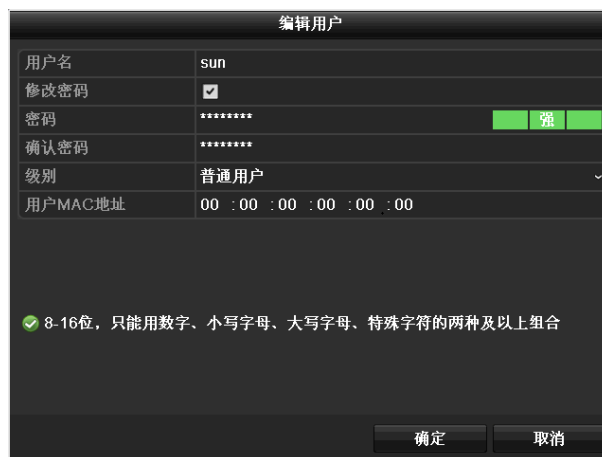 编辑用户
用户名 sun
修改密码
密码 ******** 强
确认密码 ********
级别 普通用户
用户MAC地址 00 :00 :00 :00 :00 :00
8-16位，只能用数字、小写字母、大写字母、特殊字符的两种及以上组合
确定 取消